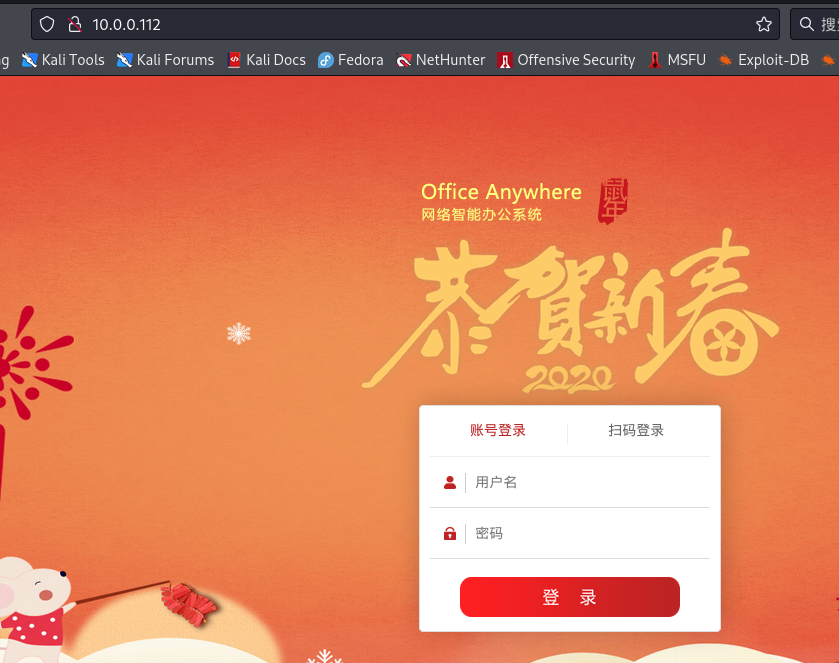 10.0.0.112
搜
g Kali Tools Kali Forums Kali Docs Fedora NetHunter Offensive Security MSFU Exploit-DB
Office Anywhere
网络智能办公系统
鼠年
恭賀新春
2020
账号登录 扫码登录
用户名
密码
登 录